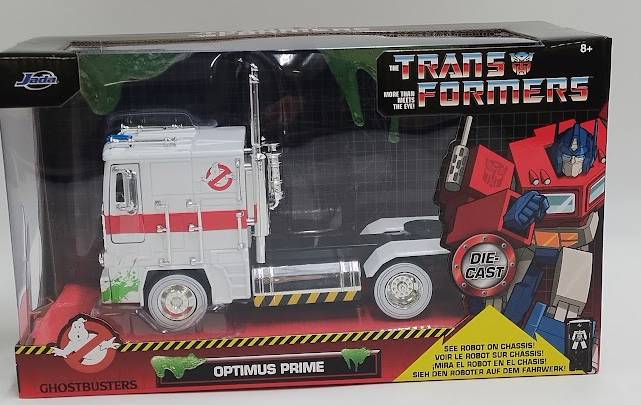 8+
Jada
THE TRANS
MORE THAN
MEETS
THE EYE!
FORMERS
DIE-
CAST
SEE ROBOT ON CHASSIS!
VOIR LE ROBOT SUR CHASSIS!
¡MIRA EL ROBOT EN EL CHASIS!
SIEH DEN ROBOTER AUF DEM FAHRWERK!
GHOSTBUSTERS
OPTIMUS PRIME